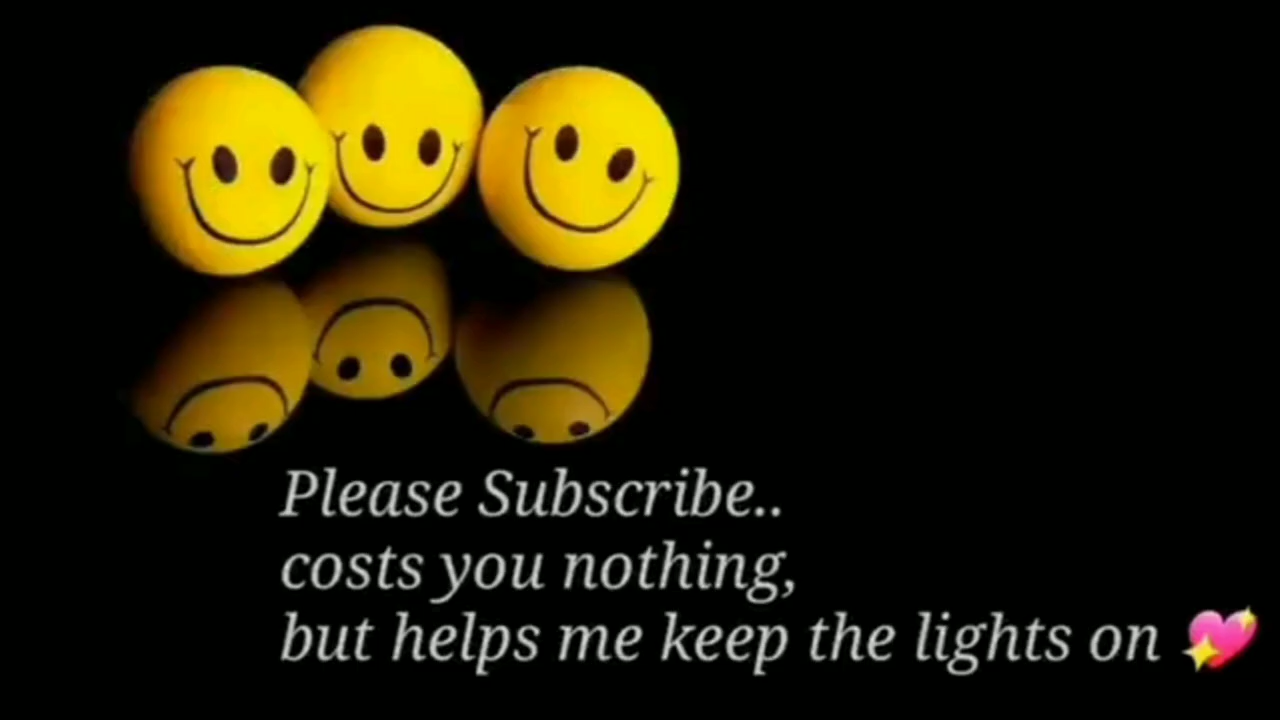 Please Subscribe..
costs you nothing,
but helps me keep the lights on 💖